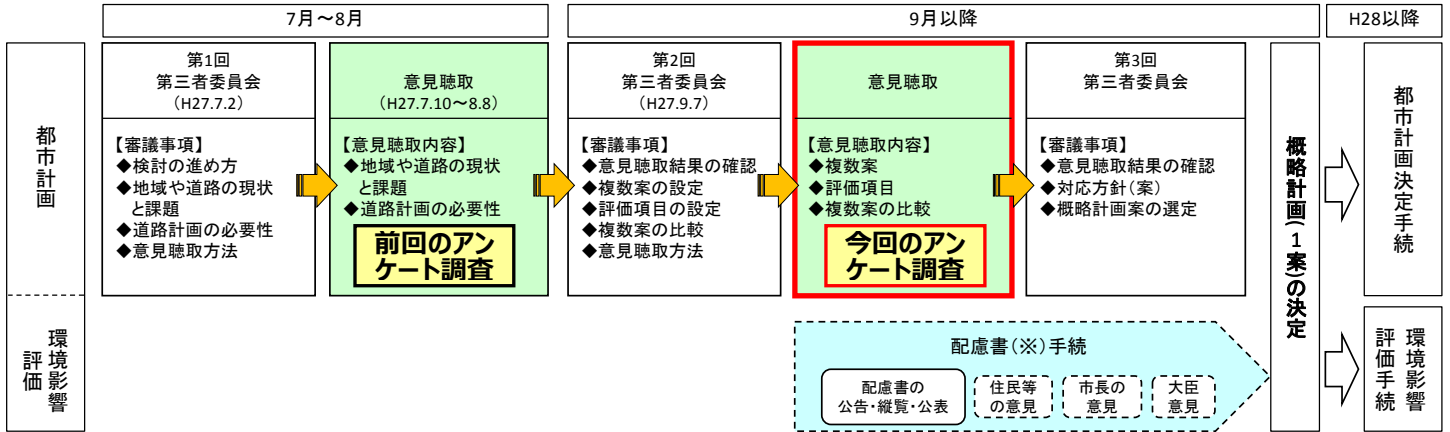 7月～8月
9月以降
H28以降
都市計画
第1回
第三者委員会
(H27.7.2)
【審議事項】
◆検討の進め方
◆地域や道路の現状
と課題
◆道路計画の必要性
◆意見聴取方法
意見聴取
(H27.7.10～8.8)
【意見聴取内容】
◆地域や道路の現状
と課題
◆道路計画の必要性
前回のアン
ケート調査
第2回
第三者委員会
(H27.9.7)
【審議事項】
◆意見聴取結果の確認
◆複数案の設定
◆評価項目の設定
◆複数案の比較
◆意見聴取方法
意見聴取
【意見聴取内容】
◆複数案
◆評価項目
◆複数案の比較
今回のアン
ケート調査
第3回
第三者委員会
【審議事項】
◆意見聴取結果の確認
◆対応方針(案)
◆概略計画案の選定
概略計画(1案)の決定
都市計画決定手続
環境影響
評価
配慮書(※)手続
配慮書の
公告・縦覧・公表
住民等
の意見
市長の
意見
大臣
意見
環境影響
評価手続